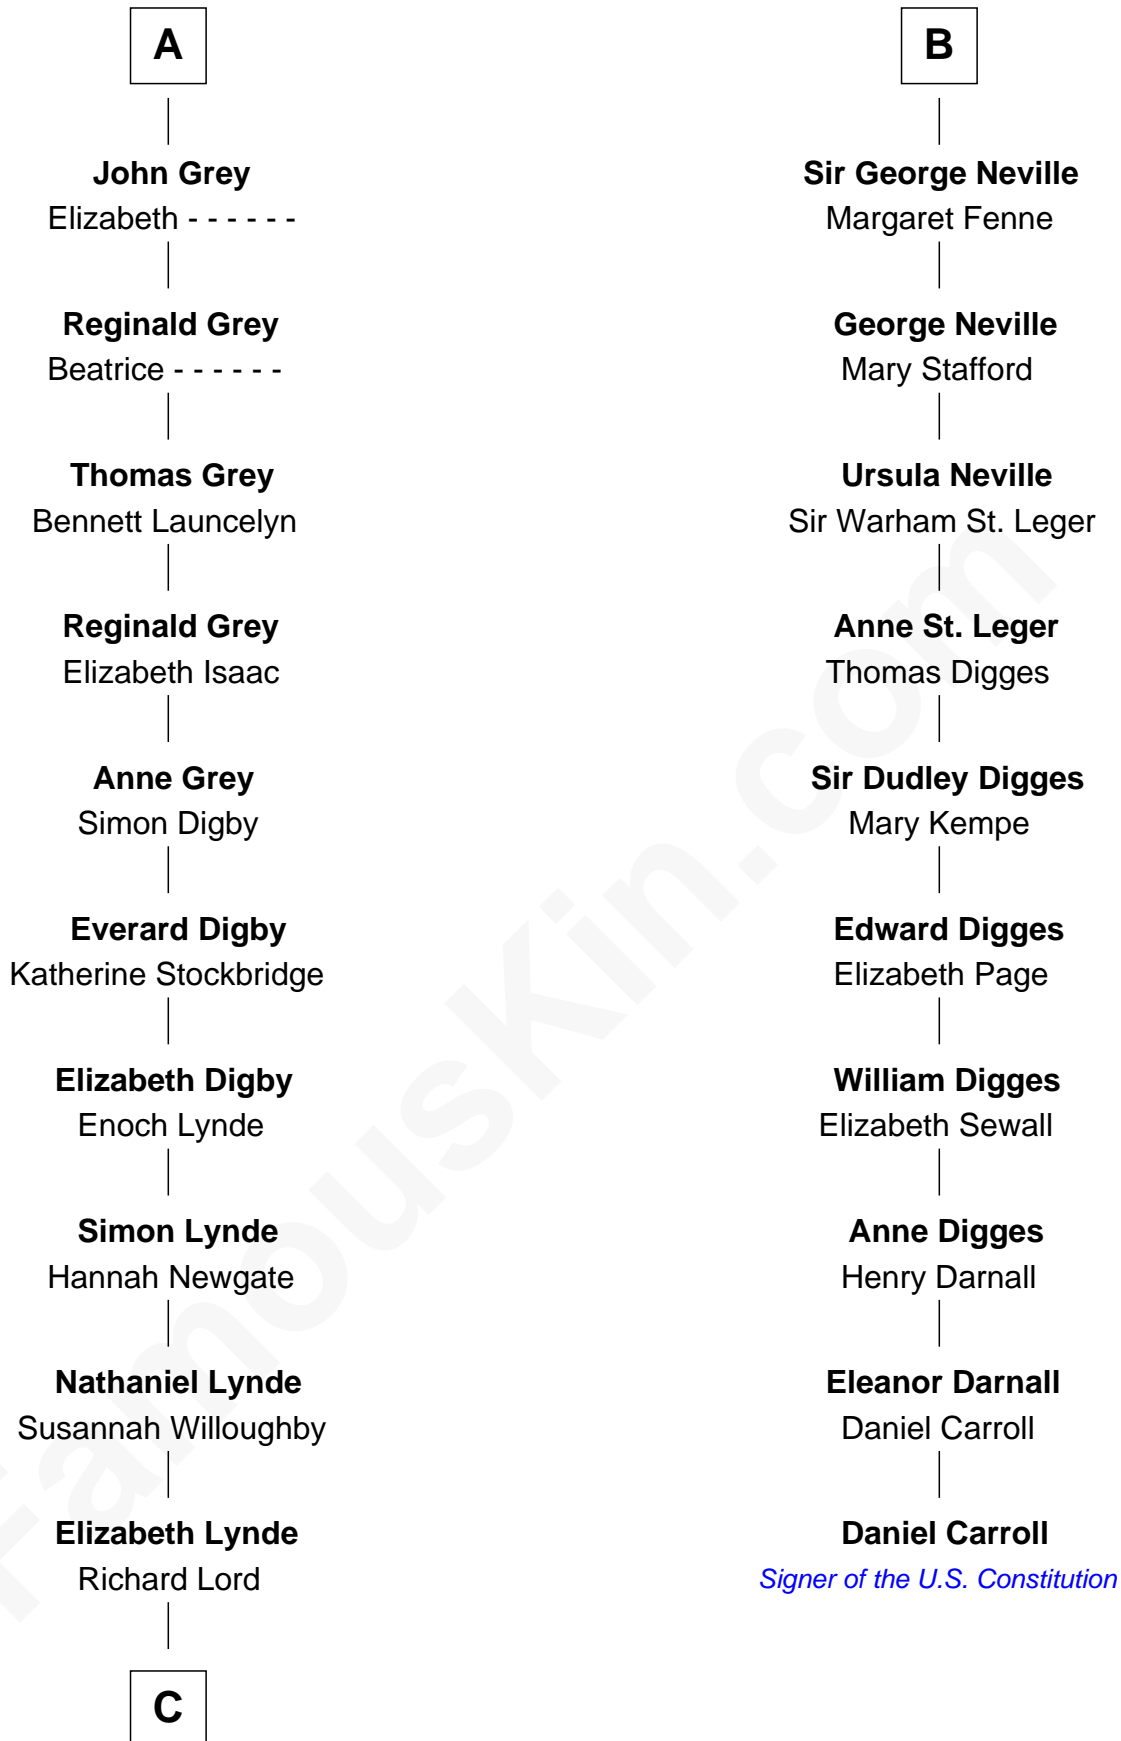 A
John Grey
Elizabeth - - - - - -
Reginald Grey
Beatrice - - - - - -
Thomas Grey
Bennett Launcelyn
Reginald Grey
Elizabeth Isaac
Anne Grey
Simon Digby
Everard Digby
Katherine Stockbridge
Elizabeth Digby
Enoch Lynde
Simon Lynde
Hannah Newgate
Nathaniel Lynde
Susannah Willoughby
Elizabeth Lynde
Richard Lord
C
B
Sir George Neville
Margaret Fenne
George Neville
Mary Stafford
Ursula Neville
Sir Warham St. Leger
Anne St. Leger
Thomas Digges
Sir Dudley Digges
Mary Kempe
Edward Digges
Elizabeth Page
William Digges
Elizabeth Sewall
Anne Digges
Henry Darnall
Eleanor Darnall
Daniel Carroll
Daniel Carroll
Signer of the U.S. Constitution
FamousKin.com